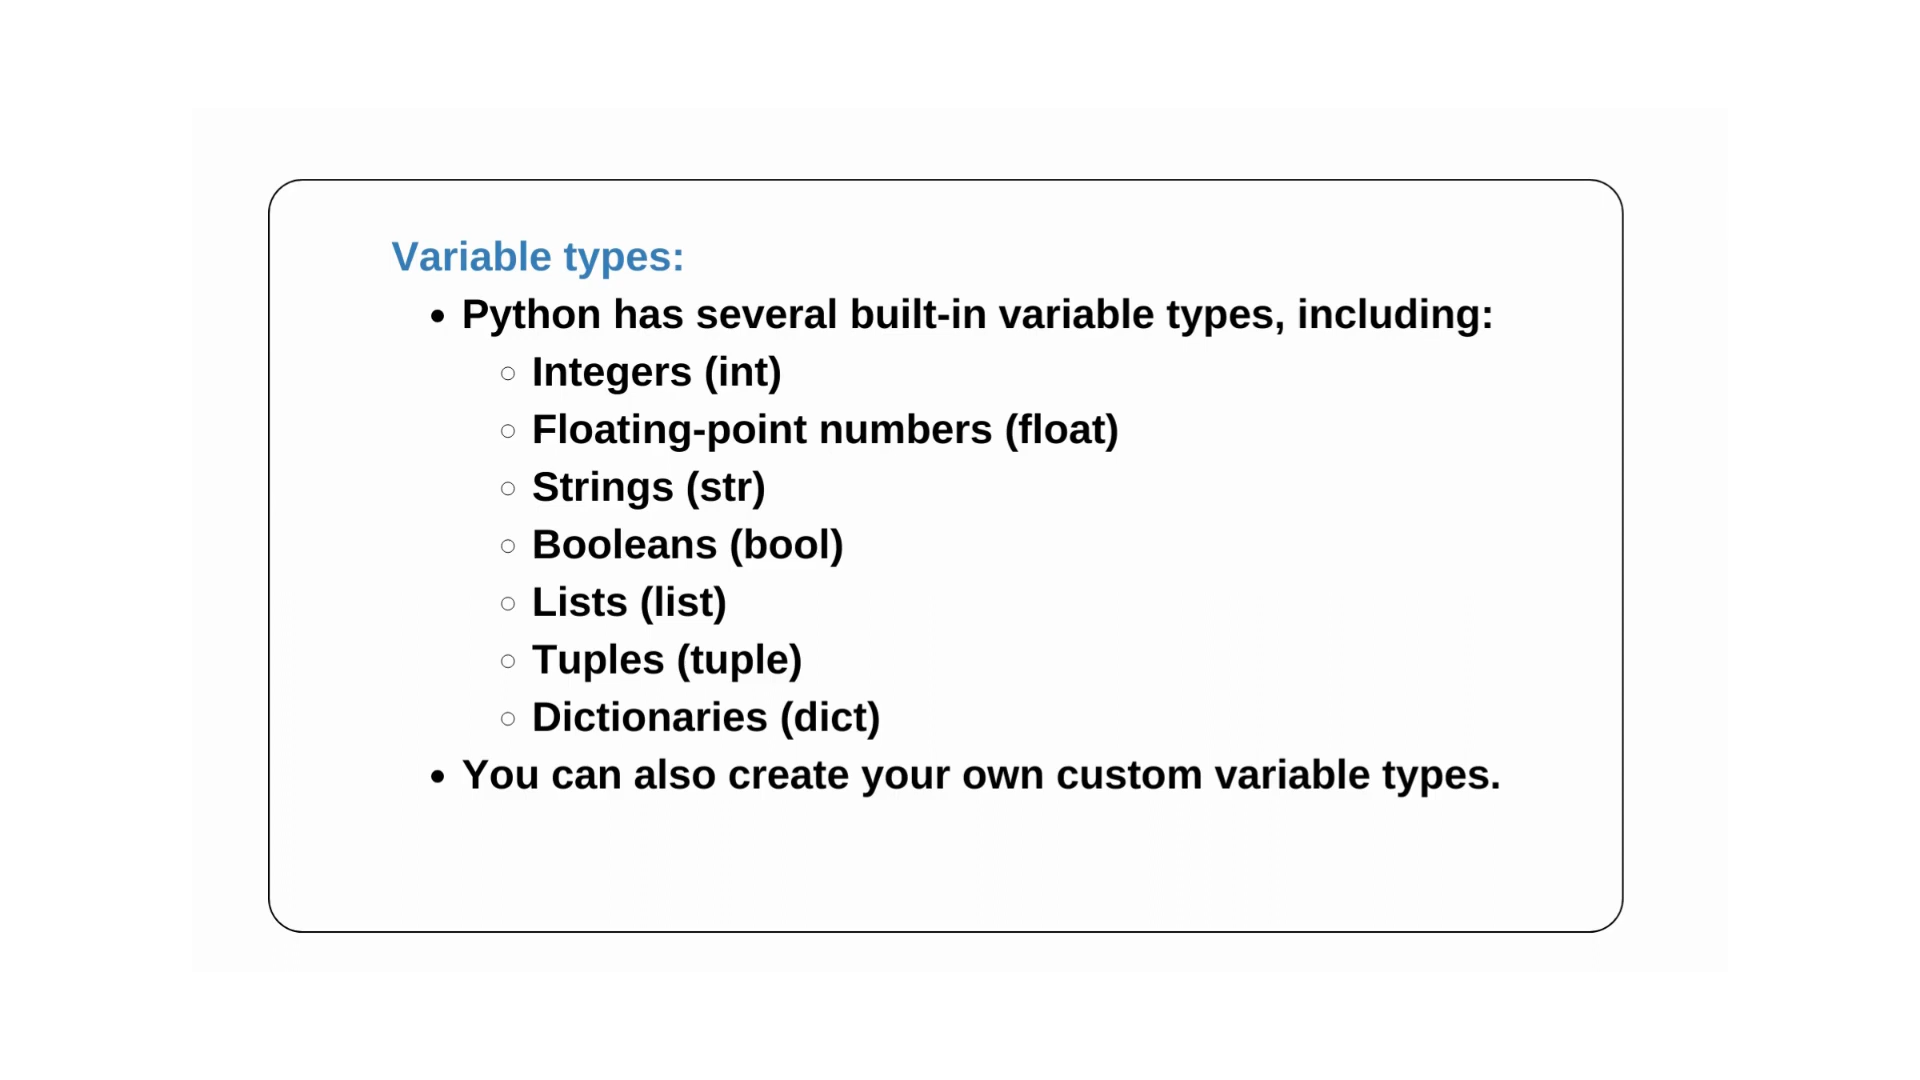 Variable types:
Python has several built-in variable types, including:
Integers (int)
Floating-point numbers (float)
Strings (str)
Booleans (bool)
Lists (list)
Tuples (tuple)
Dictionaries (dict)
You can also create your own custom variable types.